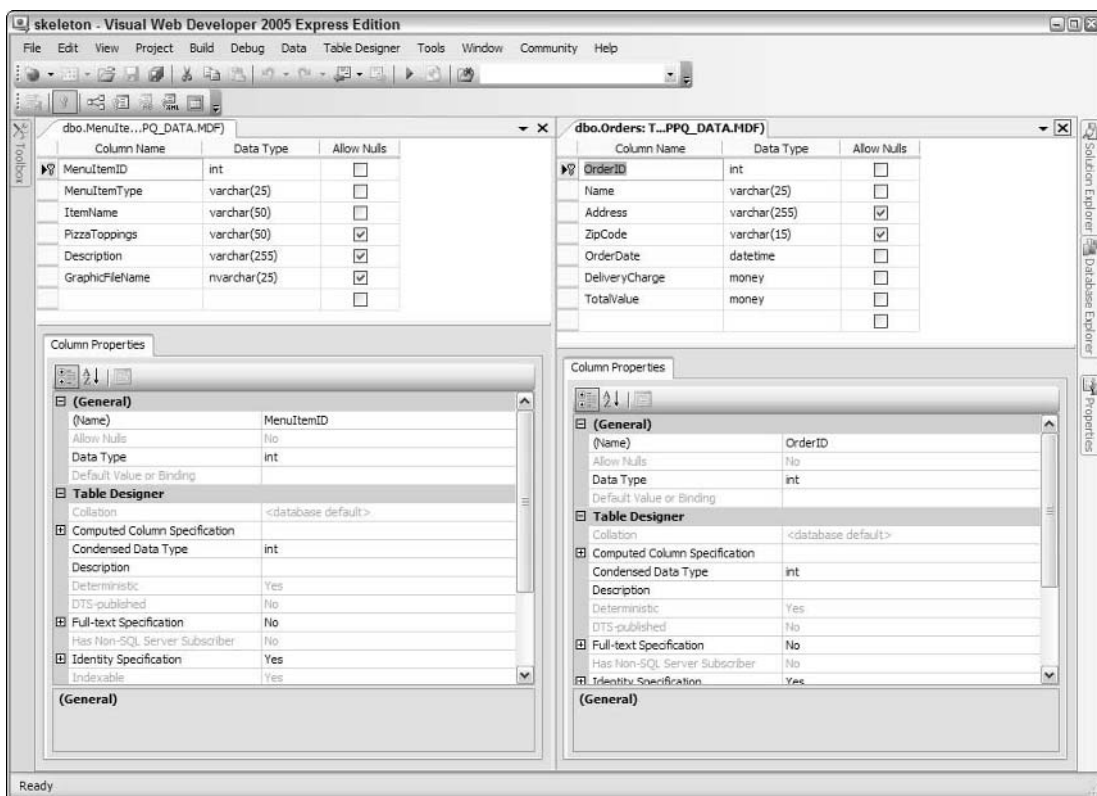 skeleton - Visual Web Developer 2005 Express Edition
File Edit View Project Build Debug Data Table Designer Tools Window Community Help
Toolbox
dbo.MenuIte...PQ_DATA.MDF)
Column Name Data Type Allow Nulls
MenuItemID int
MenuItemType varchar(25)
ItemName varchar(50)
PizzaToppings varchar(50)
Description varchar(255)
GraphicFileName nvarchar(25)
Column Properties
(General)
(Name) MenuItemID
Allow Nulls No
Data Type int
Default Value or Binding
Table Designer
Collation <database default>
Computed Column Specification
Condensed Data Type int
Description
Deterministic Yes
DTS-published No
Full-text Specification No
Has Non-SQL Server Subscriber No
Identity Specification Yes
Indexable Yes
(General)
dbo.Orders: T...PPQ_DATA.MDF)
Column Name Data Type Allow Nulls
OrderID int
Name varchar(25)
Address varchar(255)
ZipCode varchar(15)
OrderDate datetime
DeliveryCharge money
TotalValue money
Column Properties
(General)
(Name) OrderID
Allow Nulls No
Data Type int
Default Value or Binding
Table Designer
Collation <database default>
Computed Column Specification
Condensed Data Type int
Description
Deterministic Yes
DTS-published No
Full-text Specification No
Has Non-SQL Server Subscriber No
Identity Specification Yes
(General)
Solution Explorer
Database Explorer
Properties
Ready